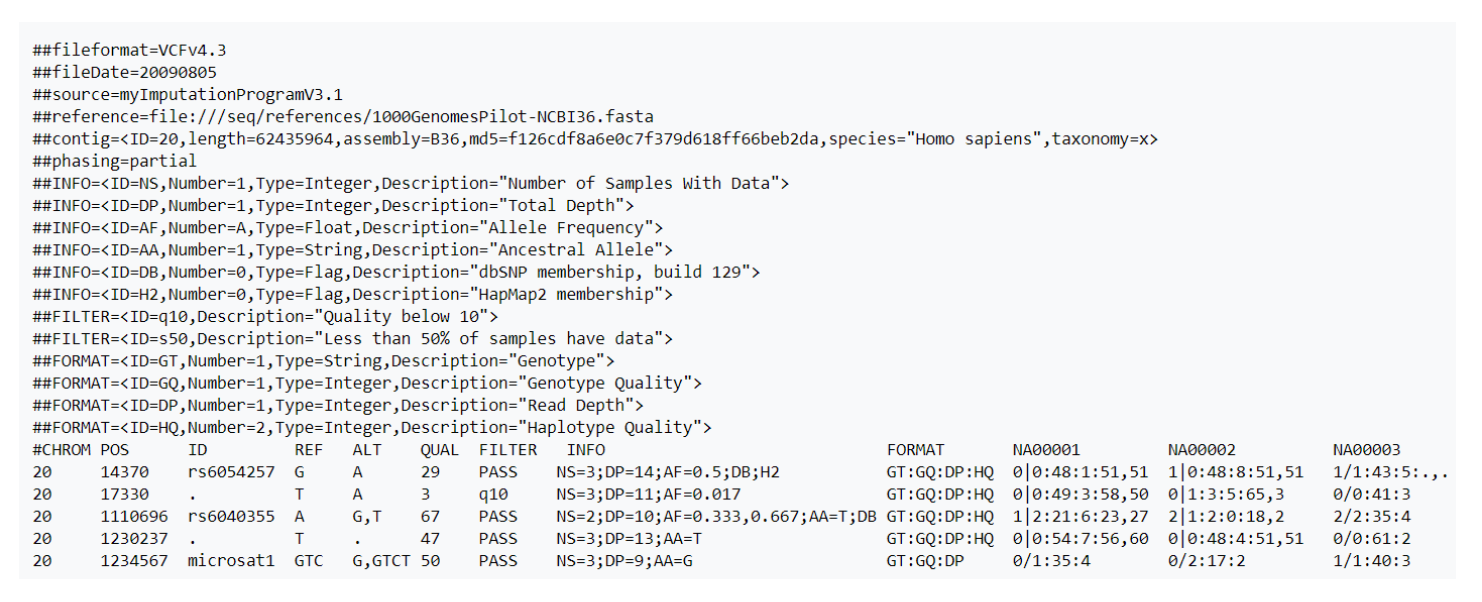 ##fileformat=VCFv4.3
##fileDate=20090805
##source=myImputationProgramV3.1
##reference=file:///seq/references/1000GenomesPilot-NCBI36.fasta
##contig=<ID=20,length=62435964,assembly=B36,md5=f126cdf8a6e0c7f379d618ff66beb2da,species="Homo sapiens",taxonomy=x>
##phasing=partial
##INFO=<ID=NS,Number=1,Type=Integer,Description="Number of Samples With Data">
##INFO=<ID=DP,Number=1,Type=Integer,Description="Total Depth">
##INFO=<ID=AF,Number=A,Type=Float,Description="Allele Frequency">
##INFO=<ID=AA,Number=1,Type=String,Description="Ancestral Allele">
##INFO=<ID=DB,Number=0,Type=Flag,Description="dbSNP membership, build 129">
##INFO=<ID=H2,Number=0,Type=Flag,Description="HapMap2 membership">
##FILTER=<ID=q10,Description="Quality below 10">
##FILTER=<ID=s50,Description="Less than 50% of samples have data">
##FORMAT=<ID=GT,Number=1,Type=String,Description="Genotype">
##FORMAT=<ID=GQ,Number=1,Type=Integer,Description="Genotype Quality">
##FORMAT=<ID=DP,Number=1,Type=Integer,Description="Read Depth">
##FORMAT=<ID=HQ,Number=2,Type=Integer,Description="Haplotype Quality">
#CHROM POS ID REF ALT QUAL FILTER INFO FORMAT NA00001 NA00002 NA00003
20 14370 rs6054257 G A 29 PASS NS=3;DP=14;AF=0.5;DB;H2 GT:GQ:DP:HQ 0|0:48:1:51,51 1|0:48:8:51,51 1/1:43:5:.,.
20 17330 . T A 3 q10 NS=3;DP=11;AF=0.017 GT:GQ:DP:HQ 0|0:49:3:58,50 0|1:3:5:65,3 0/0:41:3
20 1110696 rs6040355 A G,T 67 PASS NS=2;DP=10;AF=0.333,0.667;AA=T;DB GT:GQ:DP:HQ 1|2:21:6:23,27 2|1:2:0:18,2 2/2:35:4
20 1230237 . T . 47 PASS NS=3;DP=13;AA=T GT:GQ:DP:HQ 0|0:54:7:56,60 0|0:48:4:51,51 0/0:61:2
20 1234567 microsat1 GTC G,GTCT 50 PASS NS=3;DP=9;AA=G GT:GQ:DP 0/1:35:4 0/2:17:2 1/1:40:3